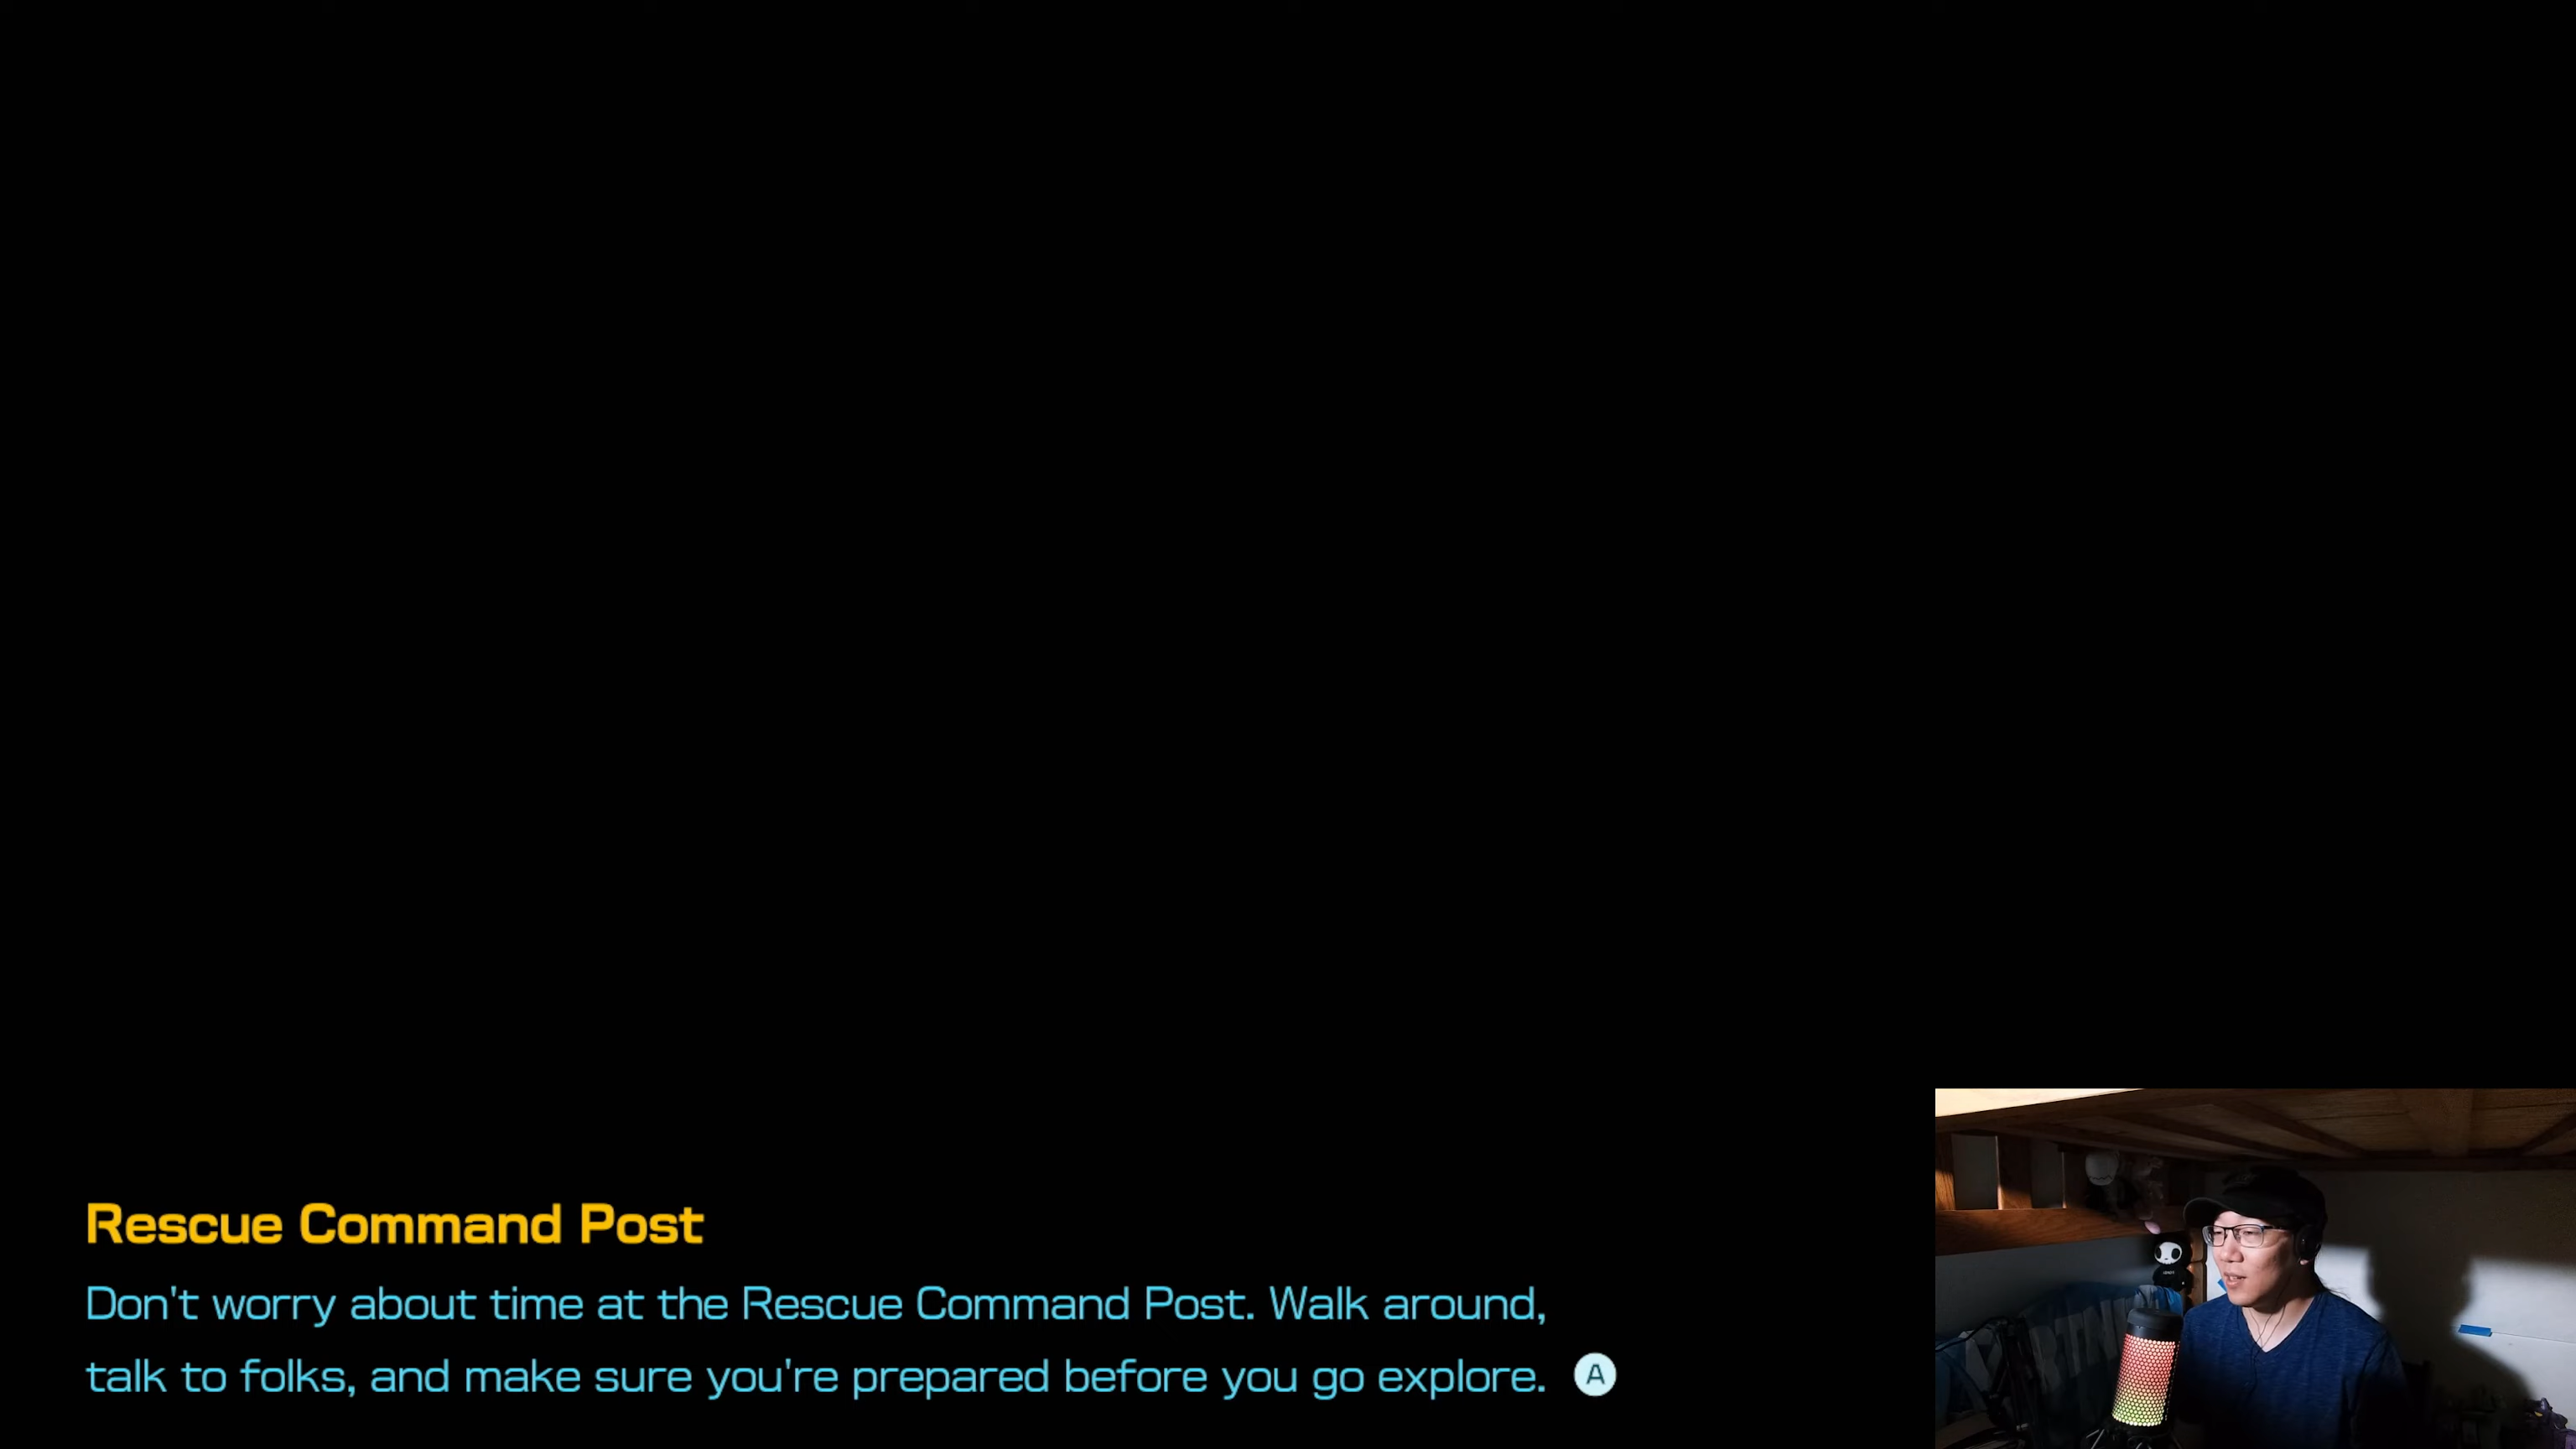 Rescue Command Post
Don't worry about time at the Rescue Command Post. Walk around,
talk to folks, and make sure you're prepared before you go explore.
A